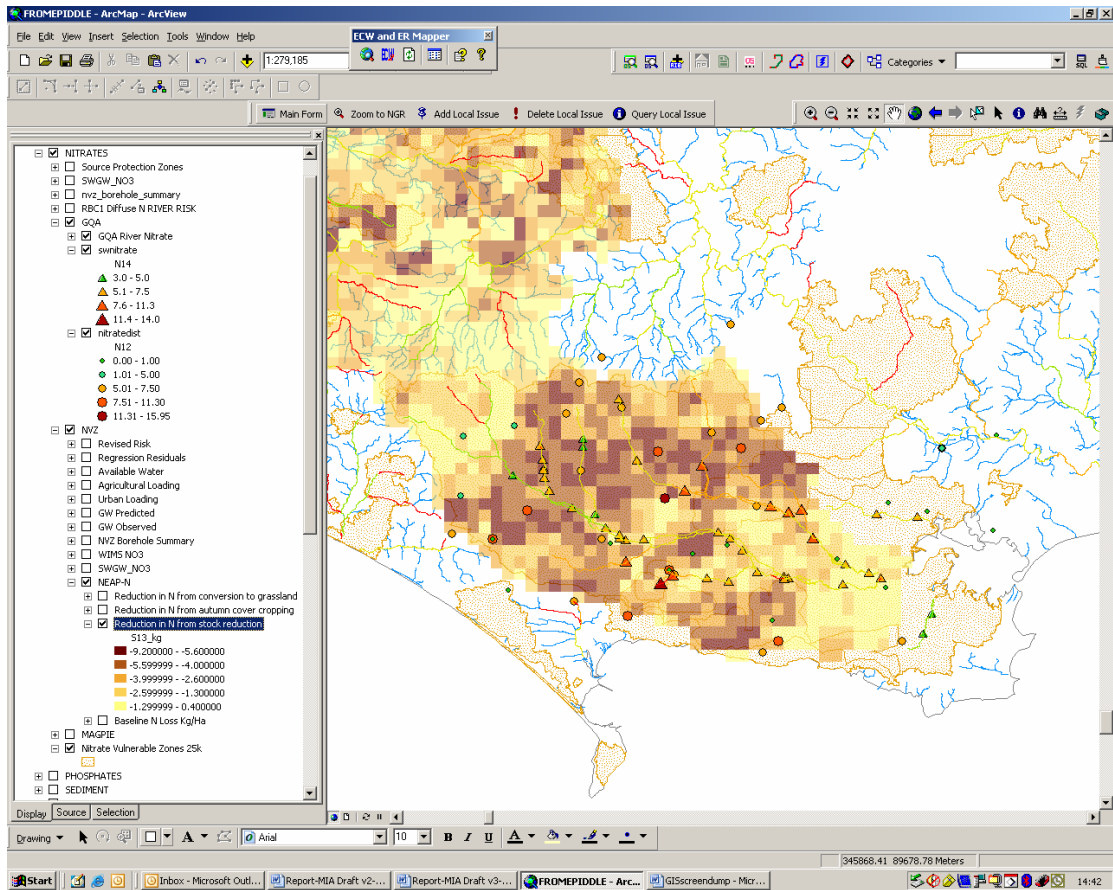 FROMEPIDDLE - ArcMap - ArcView
File Edit View Insert Selection Tools Window Help
ECW and ER Mapper
1:279,185
Categories
Main Form Zoom to NGR Add Local Issue Delete Local Issue Query Local Issue
NITRATES
Source Protection Zones
SWGW_NO3
nvz_borehole_summary
RBC1 Diffuse N RIVER RISK
GQA
GQA River Nitrate
swnitrate
N14
3.0 - 5.0
5.1 - 7.5
7.6 - 11.3
11.4 - 14.0
nitratedist
N12
0.00 - 1.00
1.01 - 5.00
5.01 - 7.50
7.51 - 11.30
11.31 - 15.95
NVZ
Revised Risk
Regression Residuals
Available Water
Agricultural Loading
Urban Loading
GW Predicted
GW Observed
NVZ Borehole Summary
WIMS NO3
SWGW_NO3
NEAP-N
Reduction in N from conversion to grassland
Reduction in N from autumn cover cropping
Reduction in N from stock reduction
S13_kg
-9.200000 - -5.600000
-5.599999 - -4.000000
-3.999999 - -2.600000
-2.599999 - -1.300000
-1.299999 - 0.400000
Baseline N Loss Kg/Ha
MAGPIE
Nitrate Vulnerable Zones 25k
PHOSPHATES
SEDIMENT
Display Source Selection
Drawing A Arial 10 B I U A
345868.41 89678.78 Meters
Start Inbox - Microsoft Outl... Report-MIA Draft v2-... Report-MIA Draft v3-... FROMEPIDDLE - Arc... GISscreendump - Micr... 14:42